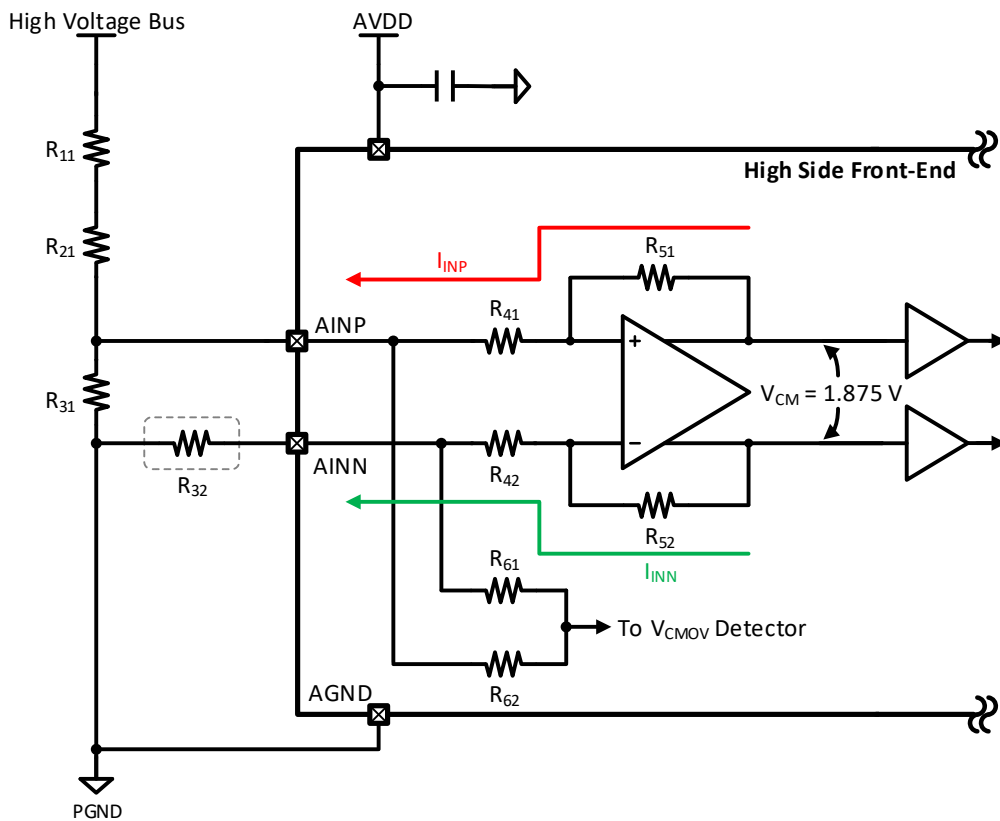 High Voltage Bus
AVDD
R11
High Side Front-End
R21
R51
IINP
R41
AINP
+
VCM = 1.875 V
R31
−
AINN
R32
R42
R52
R61
IINN
To VCMOV Detector
AGND
R62
PGND